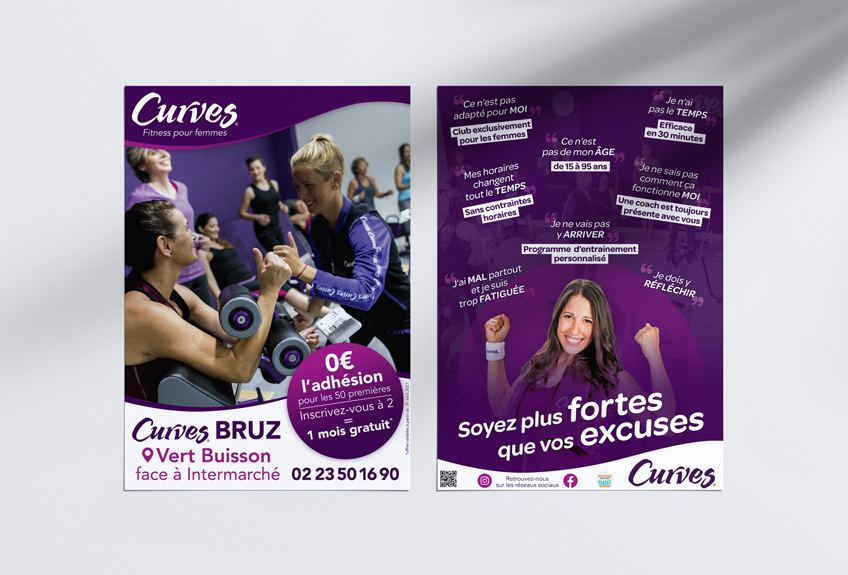 Curves
Fitness pour femmes
0€
l'adhésion
pour les 50 premières
Inscrivez-vous à 2
=
1 mois gratuit*
Curves BRUZ
Vert Buisson
face à Intermarché
02 23 50 16 90
“Ce n'est pas
adapté pour MOI”
Club exclusivement
pour les femmes
“Je n'ai
pas le TEMPS”
Efficace
en 30 minutes
“Ce n'est
pas de mon ÂGE”
de 15 à 95 ans
“Mes horaires
changent
tout le TEMPS”
Sans contraintes
horaires
“Je ne sais pas
comment ça
fonctionne MOI”
Une coach est toujours
présente avec vous
“Je ne vais pas
y ARRIVER”
Programme d'entrainement
personnalisé
“J'ai MAL partout
et je suis
trop FATIGUÉE”
“Je dois y
RÉFLÉCHIR”
Soyez plus fortes
que vos excuses
Retrouvez-nous
sur les réseaux sociaux
Curves